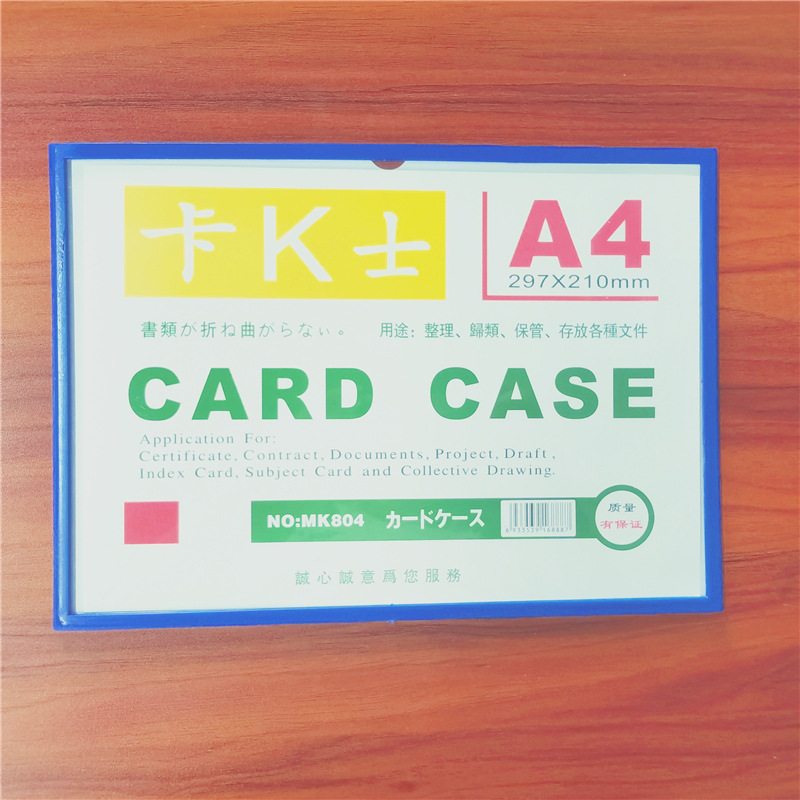 卡K士
A4
297X210mm
書類が折ね曲がらなぃ。 用途：整理、歸類、保管、存放各種文件
CARD CASE
Application For:
Certificate, Contract, Documents, Project, Draft,
Index Card, Subject Card and Collective Drawing.
NO:MK804 カードケース
质量
有保证
誠心誠意爲您服務